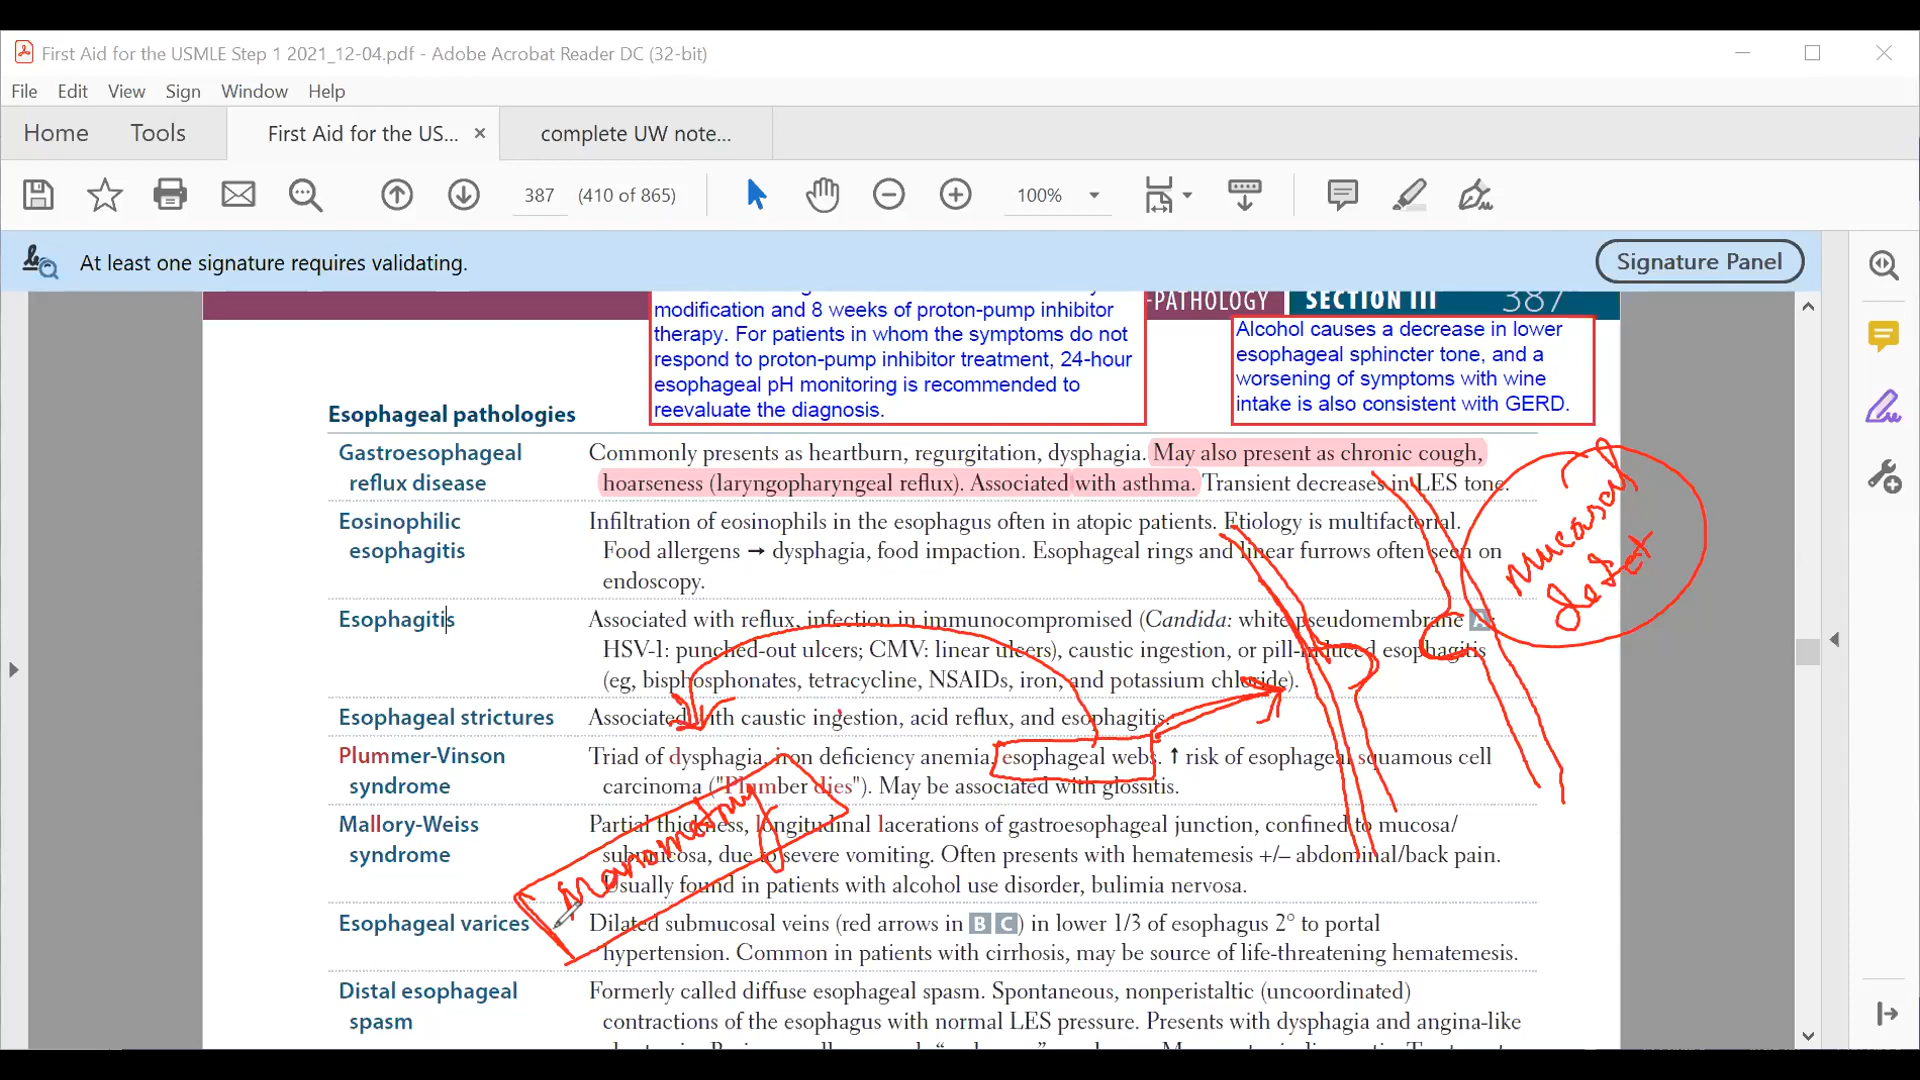 First Aid for the USMLE Step 1 2021_12-04.pdf - Adobe Acrobat Reader DC (32-bit)
File Edit View Sign Window Help
Home Tools First Aid for the US... × complete UW note...
387 (410 of 865) 100%
At least one signature requires validating. Signature Panel
-PATHOLOGY SECTION III 387
modification and 8 weeks of proton-pump inhibitor
therapy. For patients in whom the symptoms do not
respond to proton-pump inhibitor treatment, 24-hour
esophageal pH monitoring is recommended to
reevaluate the diagnosis.
Alcohol causes a decrease in lower
esophageal sphincter tone, and a
worsening of symptoms with wine
intake is also consistent with GERD.
Esophageal pathologies
Gastroesophageal
reflux disease
Commonly presents as heartburn, regurgitation, dysphagia. May also present as chronic cough,
hoarseness (laryngopharyngeal reflux). Associated with asthma. Transient decreases in LES tone.
Eosinophilic
esophagitis
Infiltration of eosinophils in the esophagus often in atopic patients. Etiology is multifactorial.
Food allergens → dysphagia, food impaction. Esophageal rings and linear furrows often seen on
endoscopy.
Esophagitis
Associated with reflux, infection in immunocompromised (Candida: white pseudomembrane A;
HSV-1: punched-out ulcers; CMV: linear ulcers), caustic ingestion, or pill-induced esophagitis
(eg, bisphosphonates, tetracycline, NSAIDs, iron, and potassium chloride).
Esophageal strictures
Associated with caustic ingestion, acid reflux, and esophagitis.
Plummer-Vinson
syndrome
Triad of dysphagia, iron deficiency anemia, esophageal webs. ↑ risk of esophageal squamous cell
carcinoma ("Plumber dies"). May be associated with glossitis.
Mallory-Weiss
syndrome
Partial thickness, longitudinal lacerations of gastroesophageal junction, confined to mucosa/
submucosa, due to severe vomiting. Often presents with hematemesis +/– abdominal/back pain.
Usually found in patients with alcohol use disorder, bulimia nervosa.
Esophageal varices
Dilated submucosal veins (red arrows in B C) in lower 1/3 of esophagus 2° to portal
hypertension. Common in patients with cirrhosis, may be source of life-threatening hematemesis.
Distal esophageal
spasm
Formerly called diffuse esophageal spasm. Spontaneous, nonperistaltic (uncoordinated)
contractions of the esophagus with normal LES pressure. Presents with dysphagia and angina-like
Manometry